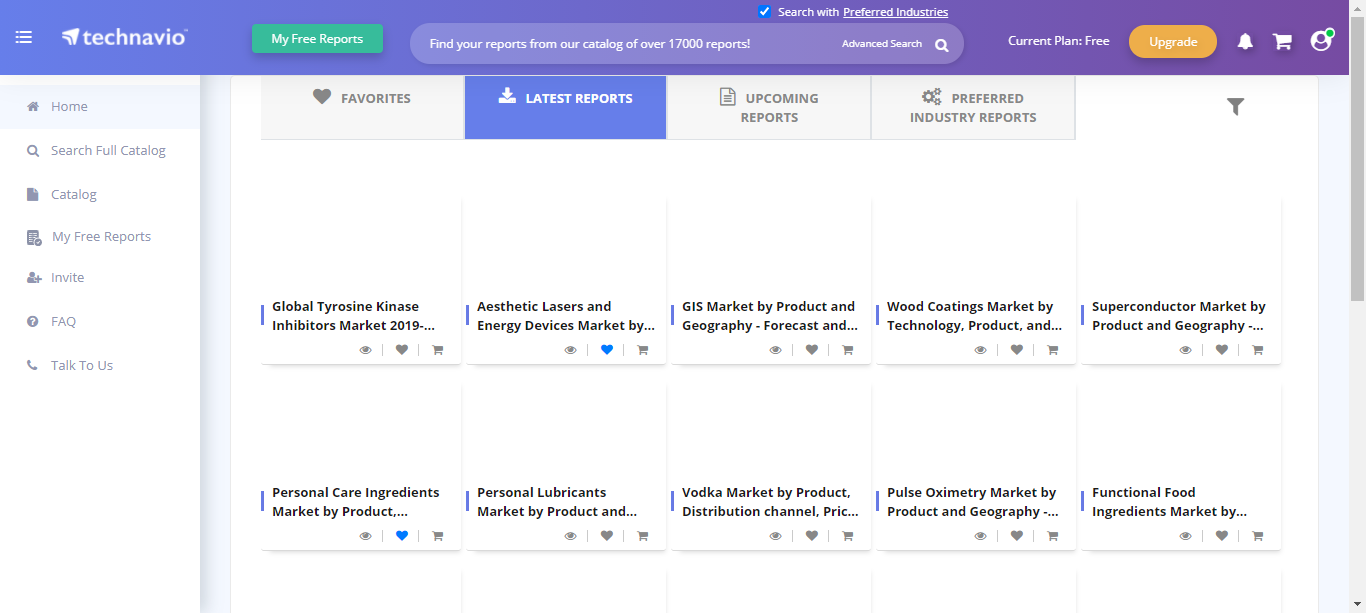 Search with Preferred Industries
technavio
My Free Reports
Find your reports from our catalog of over 17000 reports!
Advanced Search
Current Plan: Free
Upgrade
Home
Search Full Catalog
Catalog
My Free Reports
Invite
FAQ
Talk To Us
FAVORITES
LATEST REPORTS
UPCOMING
REPORTS
PREFERRED
INDUSTRY REPORTS
Global Tyrosine Kinase
Inhibitors Market 2019-...
Aesthetic Lasers and
Energy Devices Market by...
GIS Market by Product and
Geography - Forecast and...
Wood Coatings Market by
Technology, Product, and...
Superconductor Market by
Product and Geography -...
Personal Care Ingredients
Market by Product,...
Personal Lubricants
Market by Product and...
Vodka Market by Product,
Distribution channel, Pric...
Pulse Oximetry Market by
Product and Geography -...
Functional Food
Ingredients Market by...